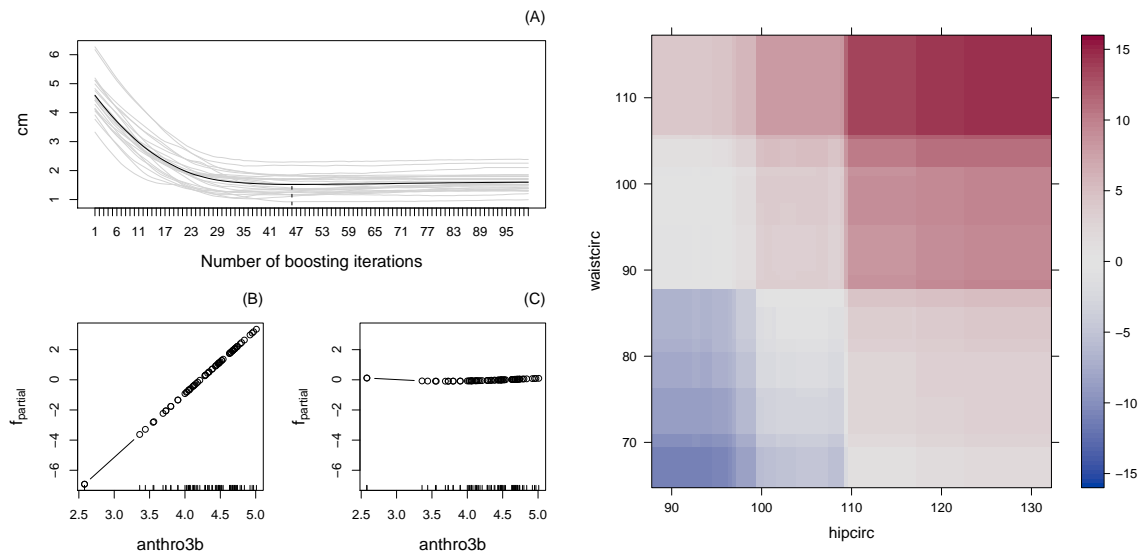 (A)
6
5
4
3
2
1
cm
1 6 11 17 23 29 35 41 47 53 59 65 71 77 83 89 95
Number of boosting iterations
(B)
2
0
−2
−4
−6
fpartial
2.5 3.0 3.5 4.0 4.5 5.0
anthro3b
(C)
2
0
−2
−4
−6
fpartial
2.5 3.0 3.5 4.0 4.5 5.0
anthro3b
110
100
90
80
70
waistcirc
90 100 110 120 130
hipcirc
15
10
5
0
−5
−10
−15